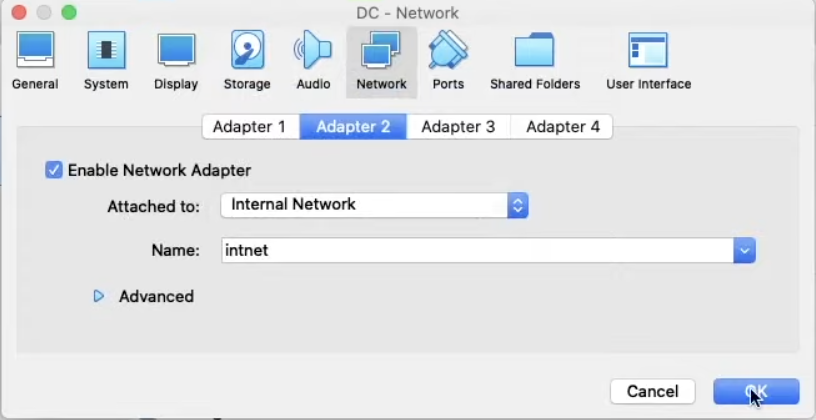 DC - Network
General System Display Storage Audio Network Ports Shared Folders User Interface
Adapter 1 Adapter 2 Adapter 3 Adapter 4
Enable Network Adapter
Attached to: Internal Network
Name: intnet
Advanced
Cancel OK